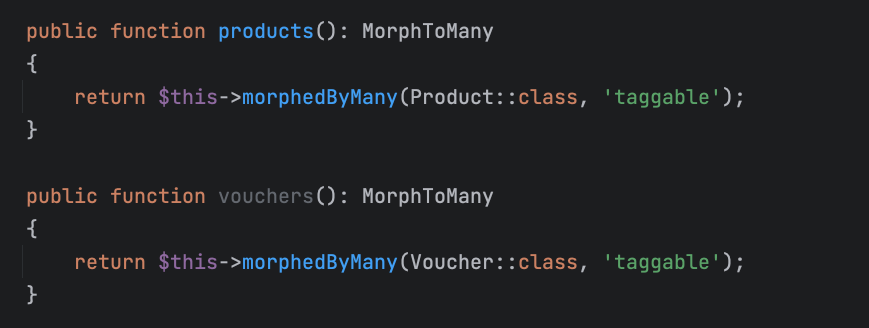 public function products(): MorphToMany
{
return $this->morphedByMany(Product::class, 'taggable');
}
public function vouchers(): MorphToMany
{
return $this->morphedByMany(Voucher::class, 'taggable');
}